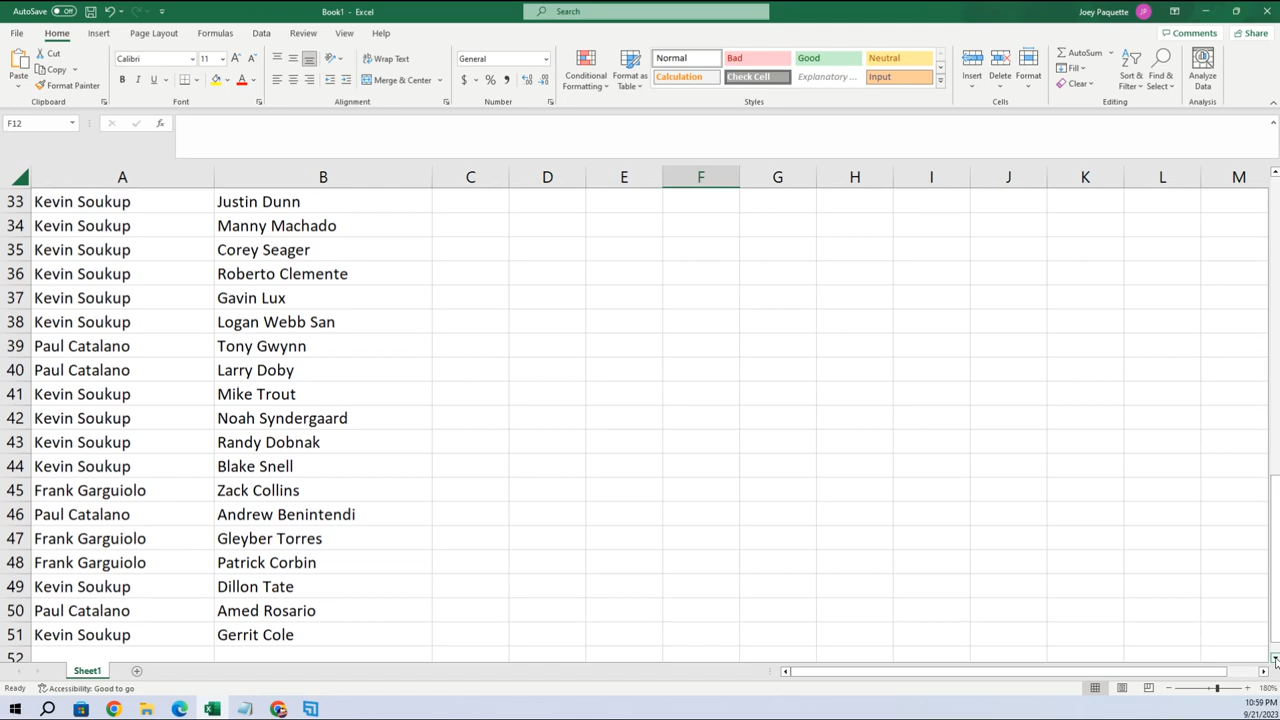 AutoSave Off Book1 - Excel Search Joey Paquette JP
File Home Insert Draw Page Layout Formulas Data Review View Help Comments Share
Paste Cut Copy Format Painter Clipboard
Calibri 11 A A B I U A Font
Wrap Text Merge & Center Alignment
General $ % Number
Conditional Formatting Format as Table Normal Bad Good Neutral
Calculation Check Cell Explanatory ... Input Styles
Insert Delete Format Cells
AutoSum Fill Clear Sort & Filter Find & Select Editing
Analyze Data Analysis
F12 fx
A B C D E F G H I J K L M
33 Kevin Soukup Justin Dunn
34 Kevin Soukup Manny Machado
35 Kevin Soukup Corey Seager
36 Kevin Soukup Roberto Clemente
37 Kevin Soukup Gavin Lux
38 Kevin Soukup Logan Webb San
39 Paul Catalano Tony Gwynn
40 Paul Catalano Larry Doby
41 Kevin Soukup Mike Trout
42 Kevin Soukup Noah Syndergaard
43 Kevin Soukup Randy Dobnak
44 Kevin Soukup Blake Snell
45 Frank Garguiolo Zack Collins
46 Paul Catalano Andrew Benintendi
47 Frank Garguiolo Gleyber Torres
48 Frank Garguiolo Patrick Corbin
49 Kevin Soukup Dillon Tate
50 Paul Catalano Amed Rosario
51 Kevin Soukup Gerrit Cole
52
Sheet1
Ready Accessibility: Good to go 180%
10:59 PM
9/21/2023